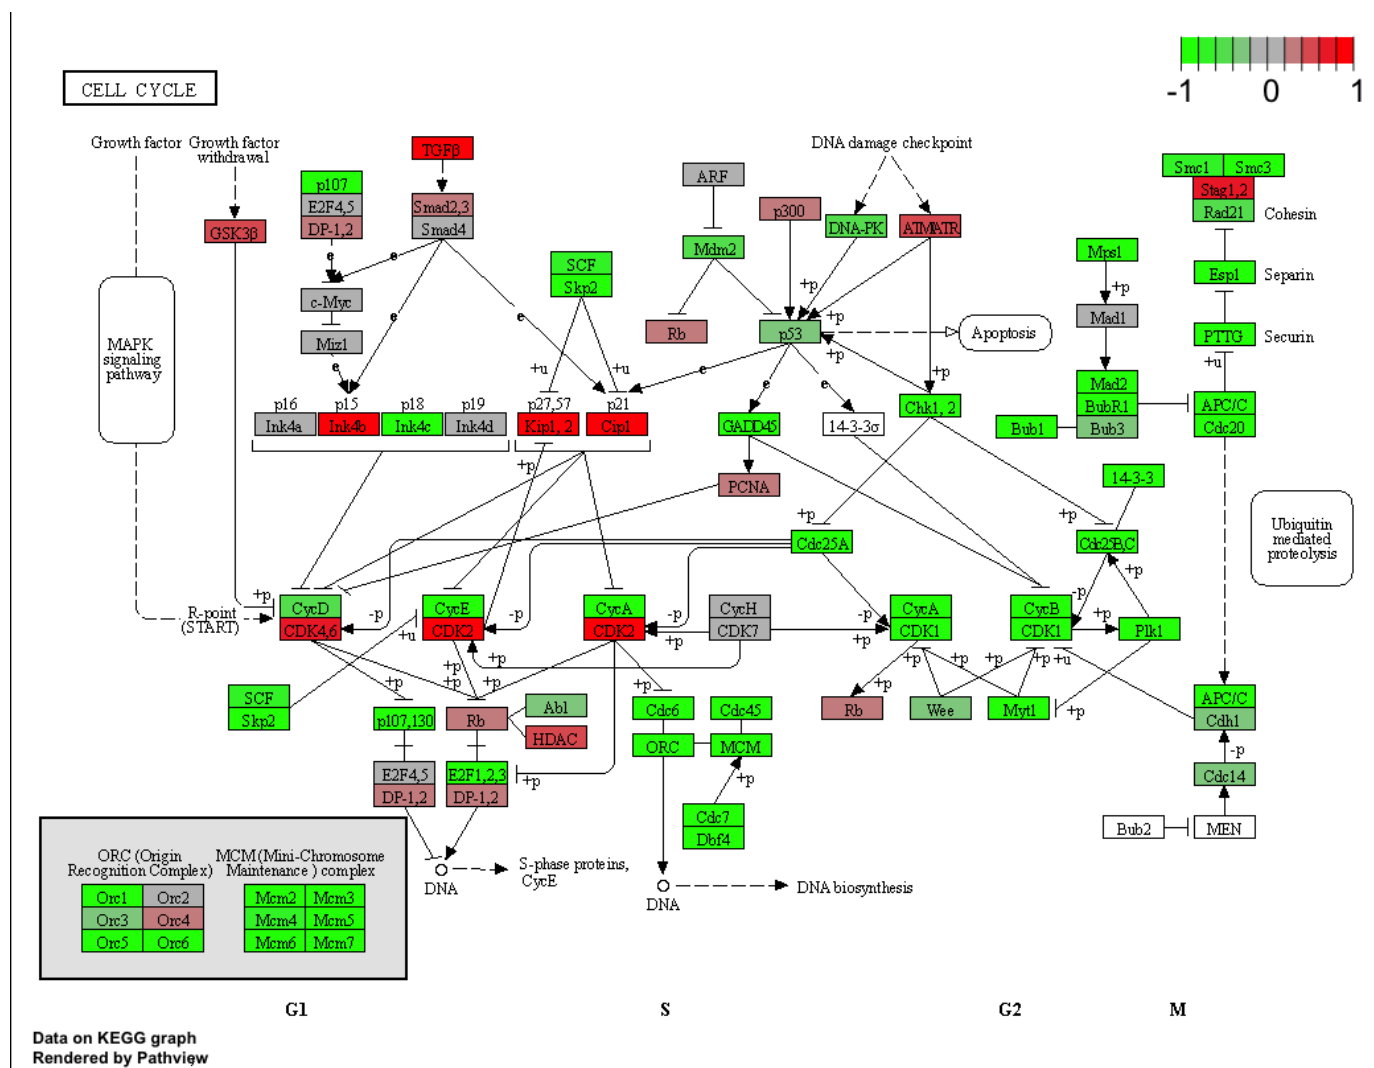 -1 0 1
CELL CYCLE
Growth factor
Growth factor
withdrawal
TGFβ
DNA damage checkpoint
Smc1 Smc3
Stag1,2
Rad21
Cohesin
p107
E2F4,5
DP-1,2
Smad2,3
Smad4
ARF
p300
DNA-PK
ATM/ATR
GSK3β
Mdm2
Mps1
+p
Mad1
Esp1
Separin
SCF
Skp2
e
e
c-Myc
Miz1
e
e
e
Rb
p53
+p
+p
+p
Apoptosis
PTTG
Securin
+u
MAPK
signaling
pathway
+u
+u
e
e
e
+p
Mad2
BubR1
Bub3
Bub1
APC/C
Cdc20
p16
Ink4a
p15
Ink4b
p18
Ink4c
p19
Ink4d
p27,57
Kip1, 2
p21
Cip1
GADD45
14-3-3σ
Chk1, 2
+p
PCNA
14-3-3
+p
Cdc25A
+p
Cdc25B,C
+p
Ubiquitin
mediated
proteolysis
R-point
(START)
+p
CycD
CDK4,6
-p
+u
CycE
CDK2
-p
CycA
CDK2
-p
+p
CycH
CDK7
-p
+p
CycA
CDK1
CycB
CDK1
-p
+p
Plk1
SCF
Skp2
+p
+p
+p
+p
+p
+p
+p
+p
+p
+p
+u
+p
p107,130
Rb
Abl
HDAC
Cdc6
Cdc45
ORC
MCM
Rb
Wee
Myt1
APC/C
Cdh1
-p
Cdc14
E2F4,5
DP-1,2
E2F1,2,3
DP-1,2
+p
+p
Cdc7
Dbf4
Bub2
MEN
DNA
S-phase proteins,
CycE
DNA
DNA biosynthesis
ORC (Origin
Recognition Complex)
Orc1 Orc2
Orc3 Orc4
Orc5 Orc6
MCM (Mini-Chromosome
Maintenance ) complex
Mcm2 Mcm3
Mcm4 Mcm5
Mcm6 Mcm7
G1 S G2 M
Data on KEGG graph
Rendered by Pathview